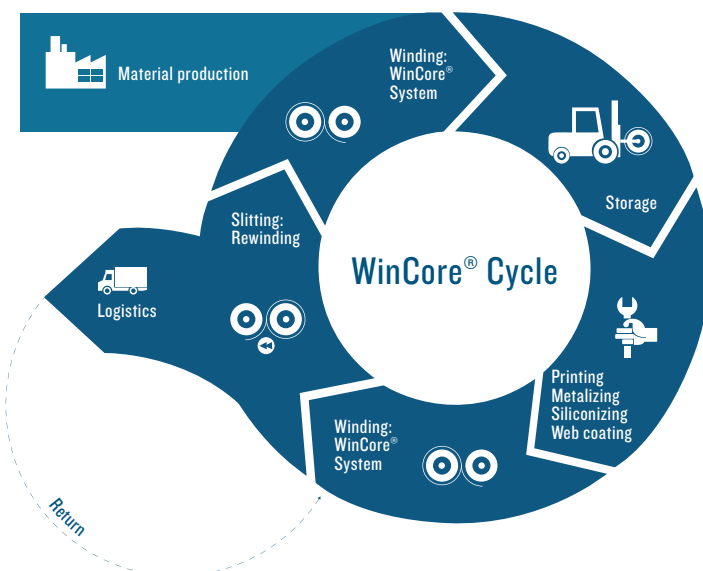 Material production
Winding:
WinCore®
System
Storage
Printing
Metalizing
Siliconizing
Web coating
Winding:
WinCore®
System
Slitting:
Rewinding
Logistics
Return
WinCore® Cycle